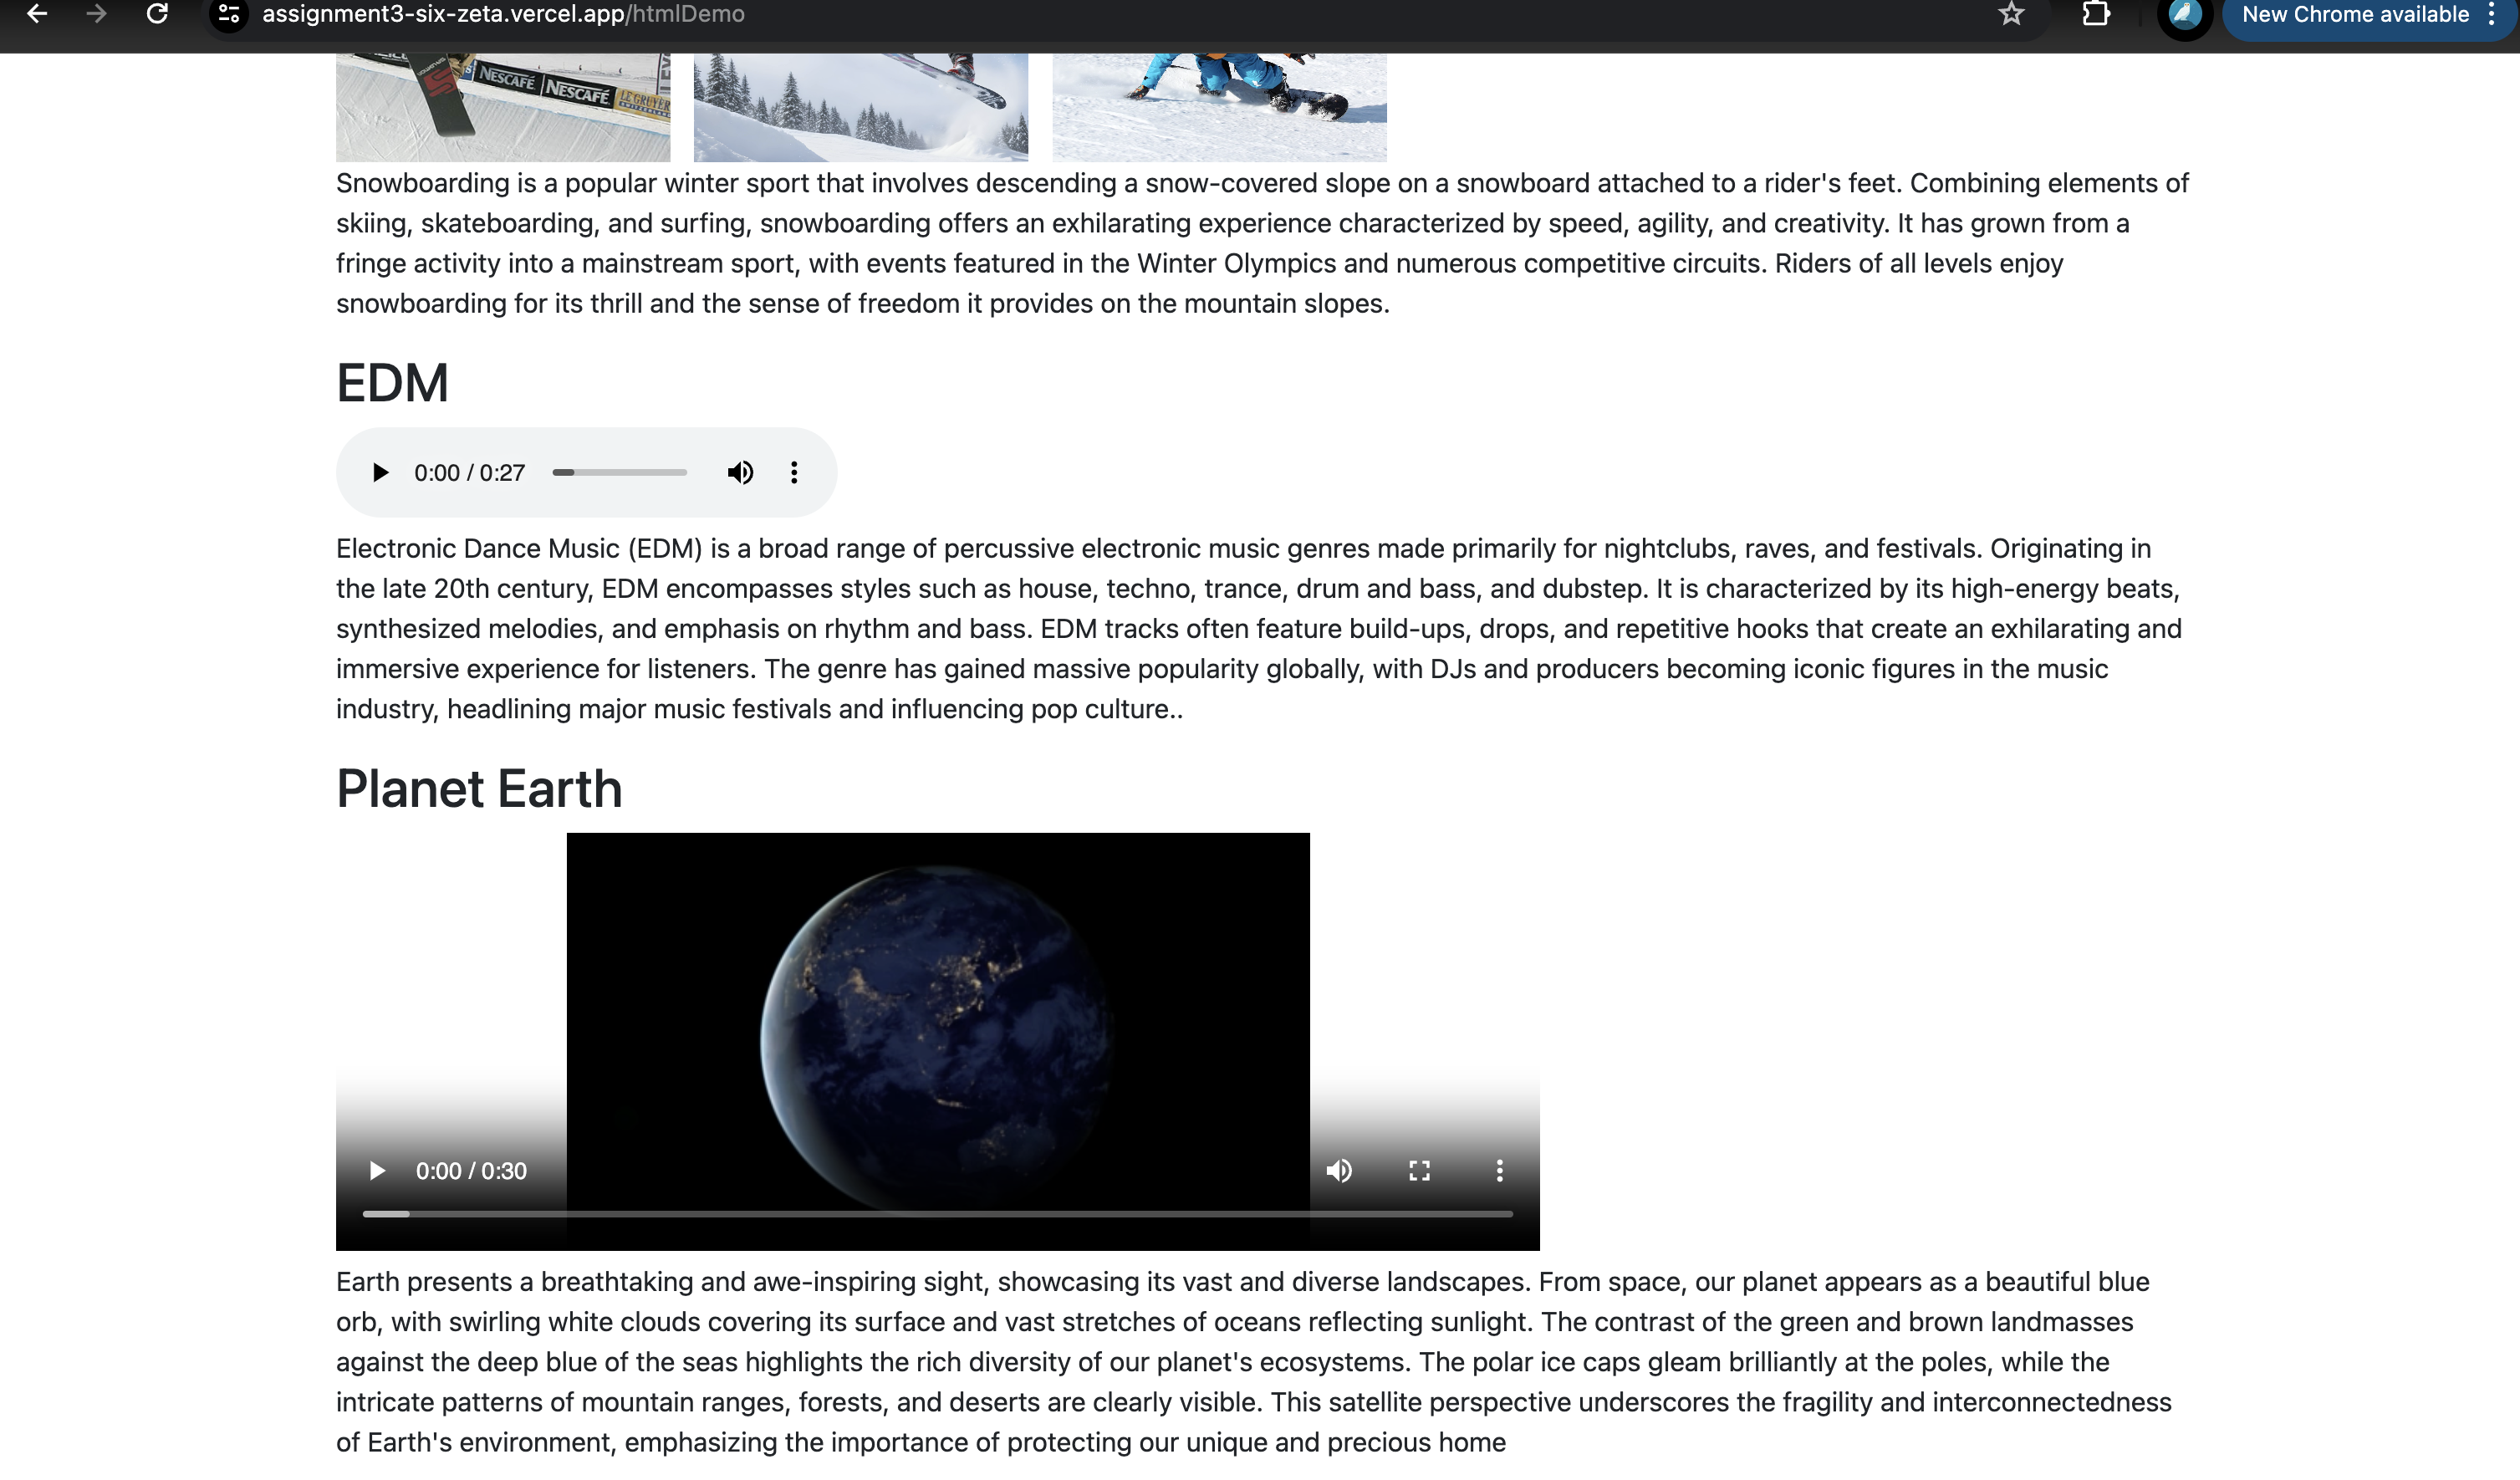 assignment3-six-zeta.vercel.app/htmlDemo
New Chrome available
NESCAFÉ
NESCAFÉ
LE GRUYÈR
Snowboarding is a popular winter sport that involves descending a snow-covered slope on a snowboard attached to a rider's feet. Combining elements of
skiing, skateboarding, and surfing, snowboarding offers an exhilarating experience characterized by speed, agility, and creativity. It has grown from a
fringe activity into a mainstream sport, with events featured in the Winter Olympics and numerous competitive circuits. Riders of all levels enjoy
snowboarding for its thrill and the sense of freedom it provides on the mountain slopes.
EDM
0:00 / 0:27
Electronic Dance Music (EDM) is a broad range of percussive electronic music genres made primarily for nightclubs, raves, and festivals. Originating in
the late 20th century, EDM encompasses styles such as house, techno, trance, drum and bass, and dubstep. It is characterized by its high-energy beats,
synthesized melodies, and emphasis on rhythm and bass. EDM tracks often feature build-ups, drops, and repetitive hooks that create an exhilarating and
immersive experience for listeners. The genre has gained massive popularity globally, with DJs and producers becoming iconic figures in the music
industry, headlining major music festivals and influencing pop culture..
Planet Earth
0:00 / 0:30
Earth presents a breathtaking and awe-inspiring sight, showcasing its vast and diverse landscapes. From space, our planet appears as a beautiful blue
orb, with swirling white clouds covering its surface and vast stretches of oceans reflecting sunlight. The contrast of the green and brown landmasses
against the deep blue of the seas highlights the rich diversity of our planet's ecosystems. The polar ice caps gleam brilliantly at the poles, while the
intricate patterns of mountain ranges, forests, and deserts are clearly visible. This satellite perspective underscores the fragility and interconnectedness
of Earth's environment, emphasizing the importance of protecting our unique and precious home